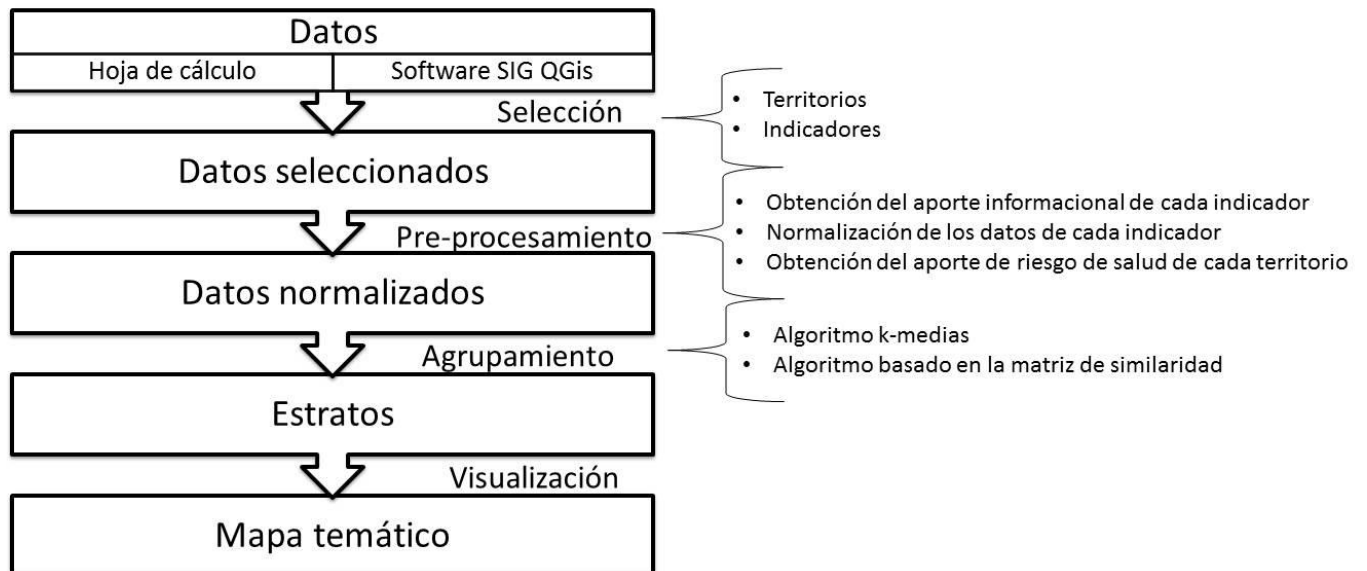 Datos
Hoja de cálculo
Software SIG QGis
Selección
• Territorios
• Indicadores
Datos seleccionados
Pre-procesamiento
• Obtención del aporte informacional de cada indicador
• Normalización de los datos de cada indicador
• Obtención del aporte de riesgo de salud de cada territorio
Datos normalizados
Agrupamiento
• Algoritmo k-medias
• Algoritmo basado en la matriz de similaridad
Estratos
Visualización
Mapa temático